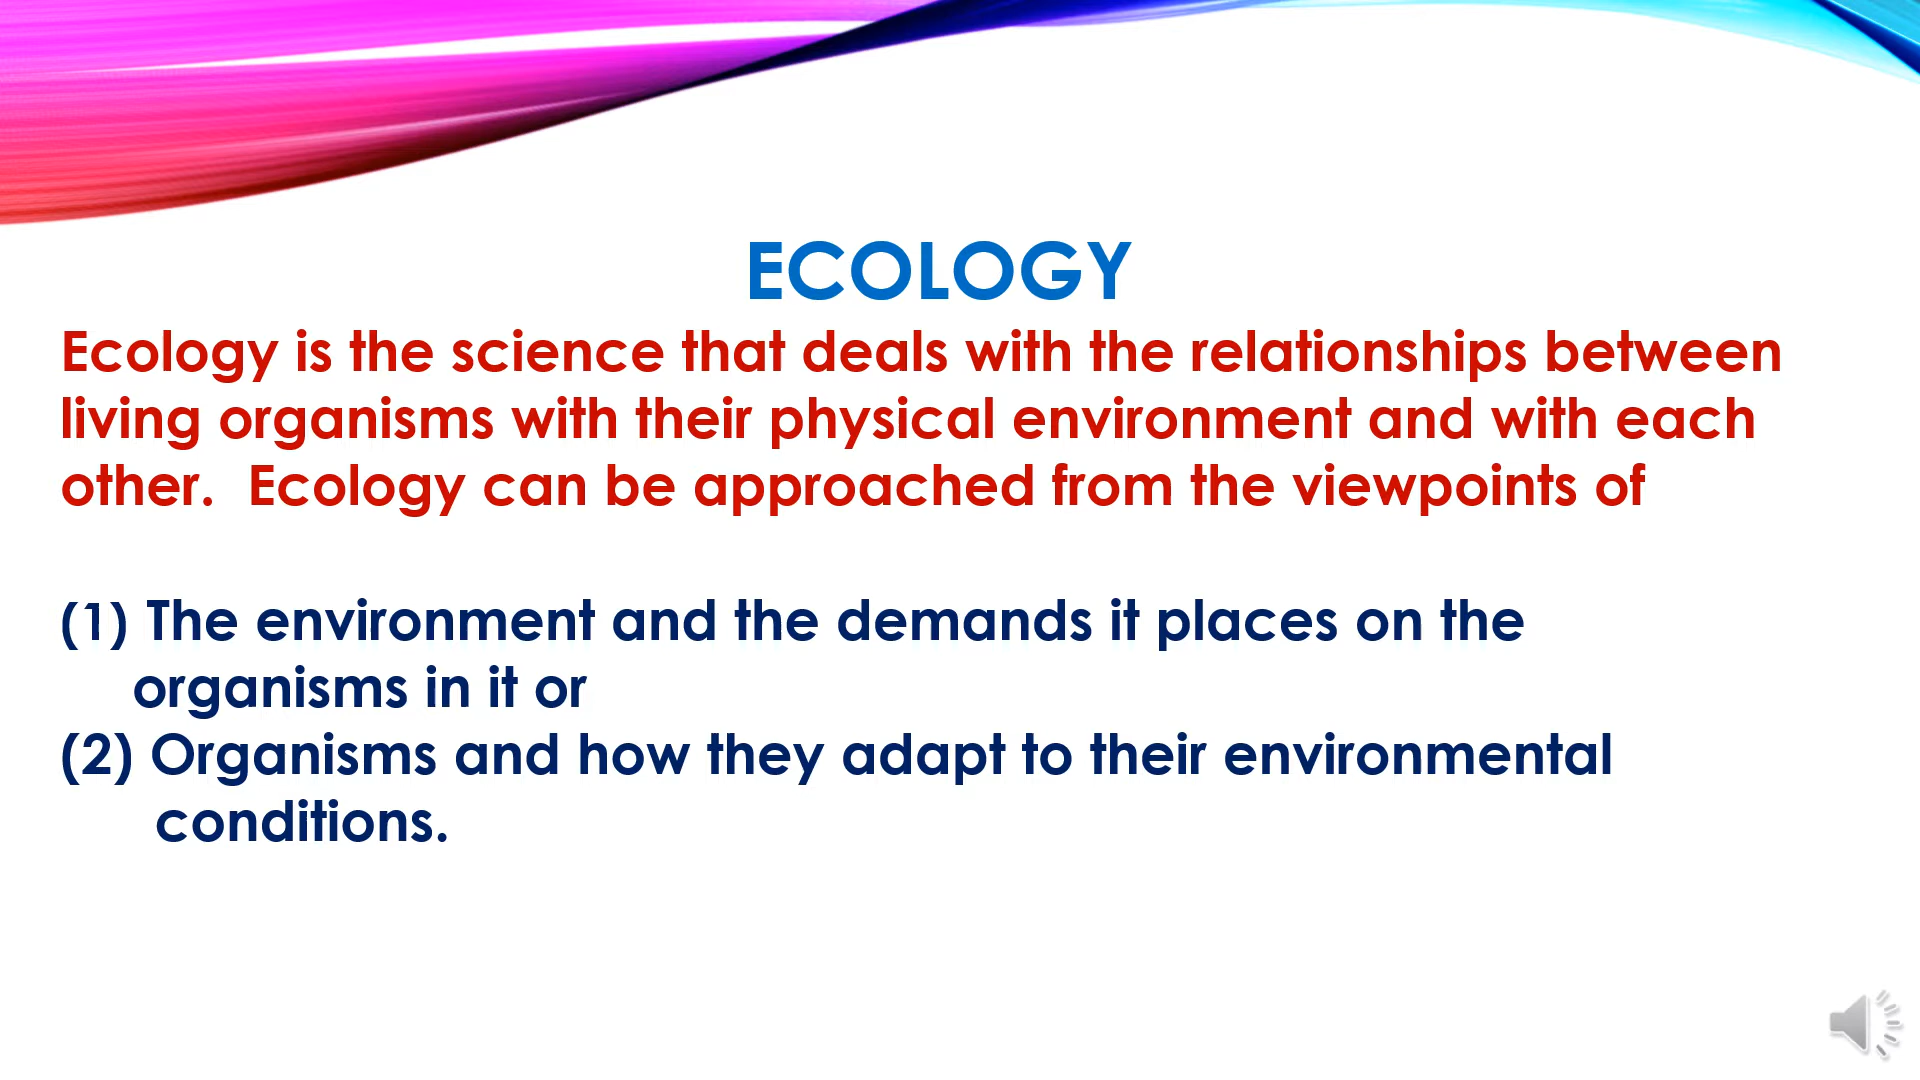 ECOLOGY
Ecology is the science that deals with the relationships between
living organisms with their physical environment and with each
other.  Ecology can be approached from the viewpoints of
(1) The environment and the demands it places on the
organisms in it or
(2) Organisms and how they adapt to their environmental
conditions.